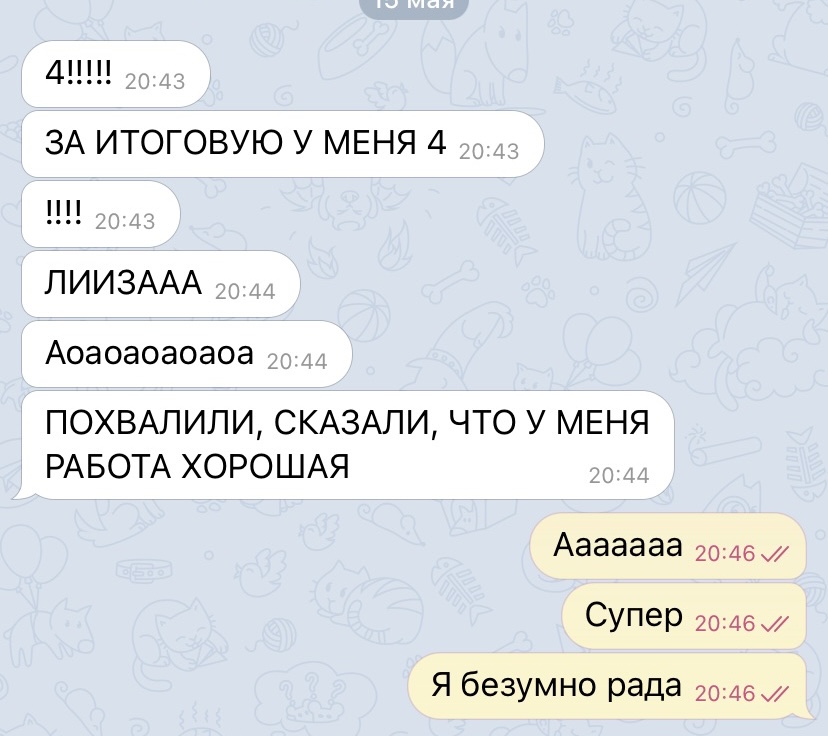 15 мая
4!!!!! 20:43
ЗА ИТОГОВУЮ У МЕНЯ 4 20:43
!!!! 20:43
ЛИИЗААА 20:44
Аоаоаоаоаоа 20:44
ПОХВАЛИЛИ, СКАЗАЛИ, ЧТО У МЕНЯ
РАБОТА ХОРОШАЯ 20:44
Ааааааа 20:46
Супер 20:46
Я безумно рада 20:46